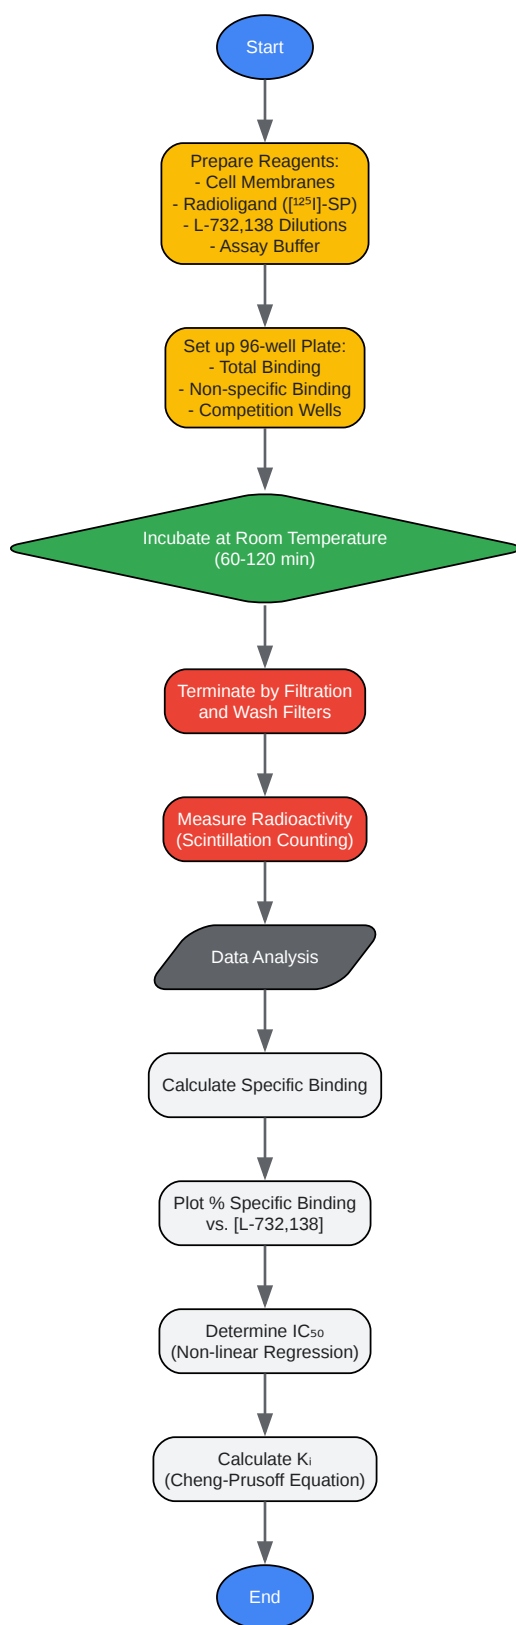 Start
Prepare Reagents:
- Cell Membranes
- Radioligand ([¹²⁵I]-SP)
- L-732,138 Dilutions
- Assay Buffer
Set up 96-well Plate:
- Total Binding
- Non-specific Binding
- Competition Wells
Incubate at Room Temperature
(60-120 min)
Terminate by Filtration
and Wash Filters
Measure Radioactivity
(Scintillation Counting)
Data Analysis
Calculate Specific Binding
Plot % Specific Binding
vs. [L-732,138]
Determine IC₅₀
(Non-linear Regression)
Calculate Kᵢ
(Cheng-Prusoff Equation)
End